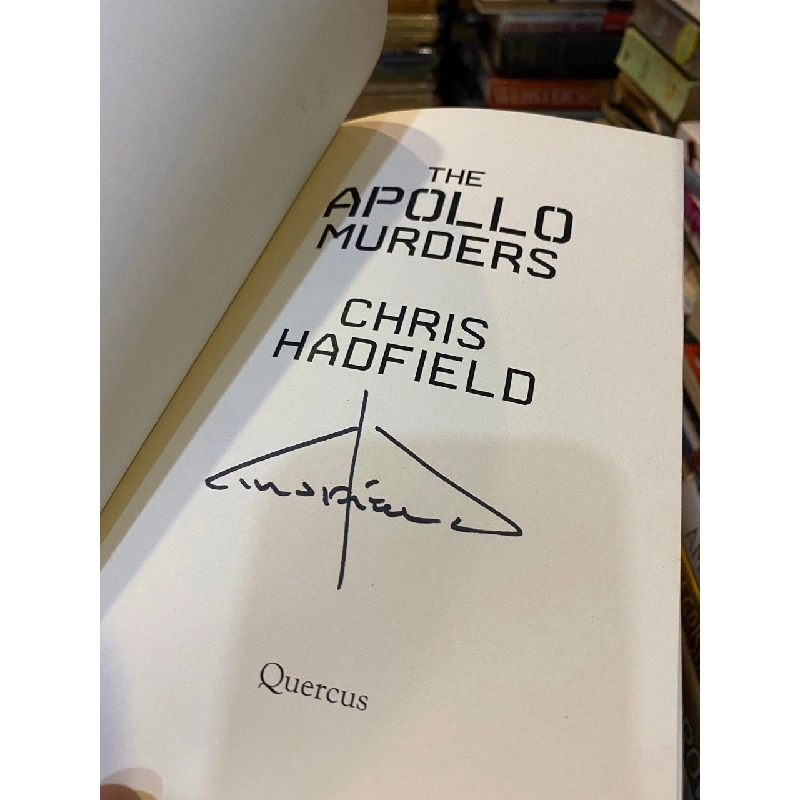 THE
APOLLO
MURDERS
CHRIS
HADFIELD
Quercus